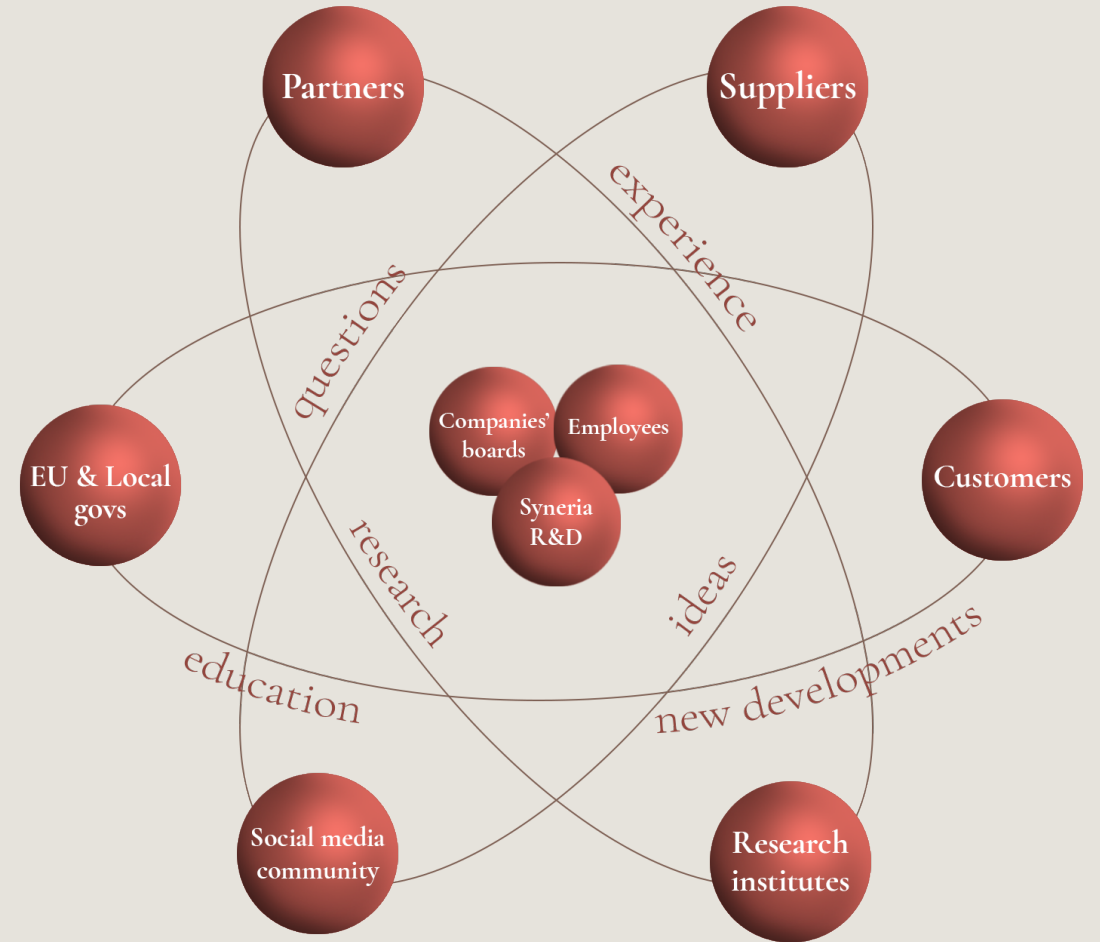 Partners
Suppliers
experience
questions
Companies’
boards
Employees
EU & Local
govs
Customers
Syneria
R&D
research
ideas
education
new developments
Social media
community
Research
institutes